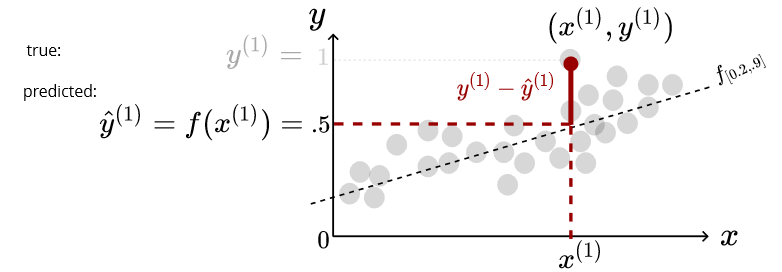 y
(x⁽¹⁾, y⁽¹⁾)
true:
y⁽¹⁾ = 1
y⁽¹⁾ − ŷ⁽¹⁾
f[0.2,.9]
predicted:
ŷ⁽¹⁾ = f(x⁽¹⁾) = .5
0
x
x⁽¹⁾